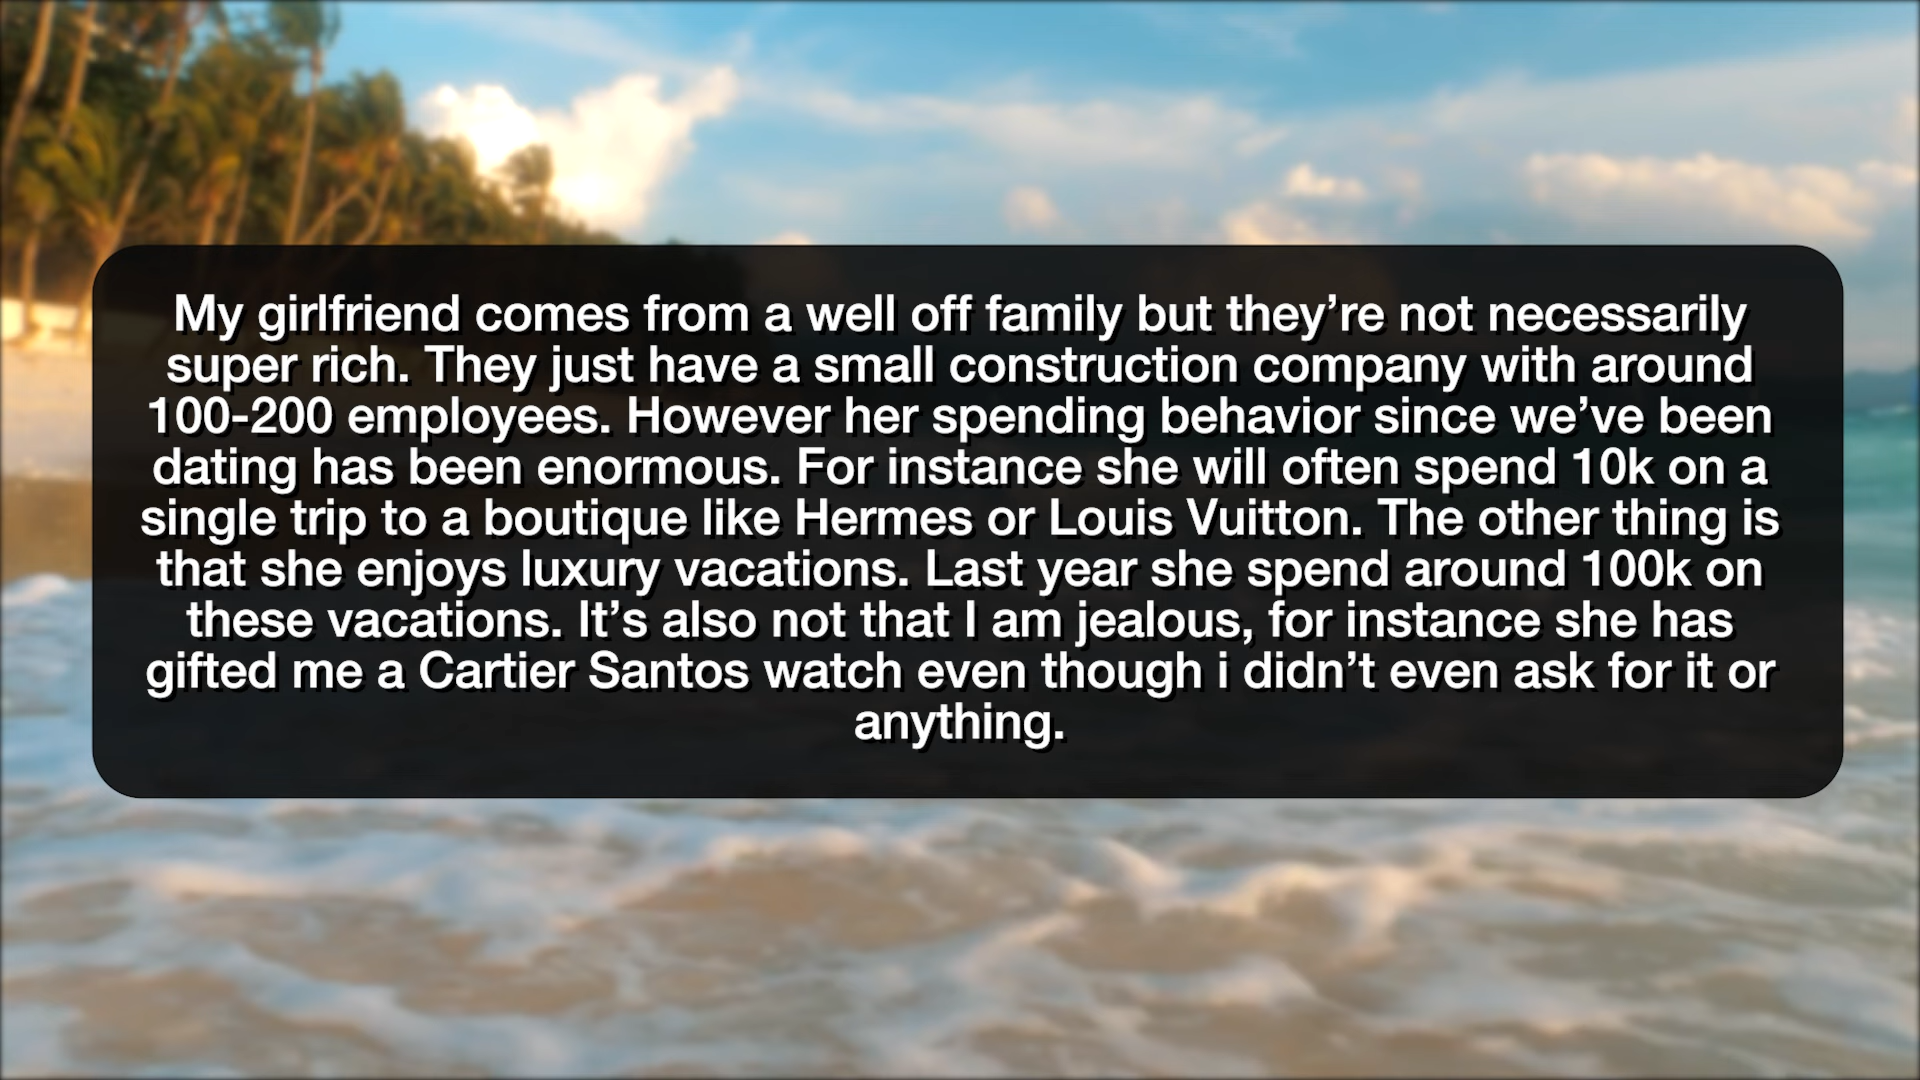 My girlfriend comes from a well off family but they’re not necessarily
super rich. They just have a small construction company with around
100-200 employees. However her spending behavior since we’ve been
dating has been enormous. For instance she will often spend 10k on a
single trip to a boutique like Hermes or Louis Vuitton. The other thing is
that she enjoys luxury vacations. Last year she spend around 100k on
these vacations. It’s also not that I am jealous, for instance she has
gifted me a Cartier Santos watch even though i didn’t even ask for it or
anything.